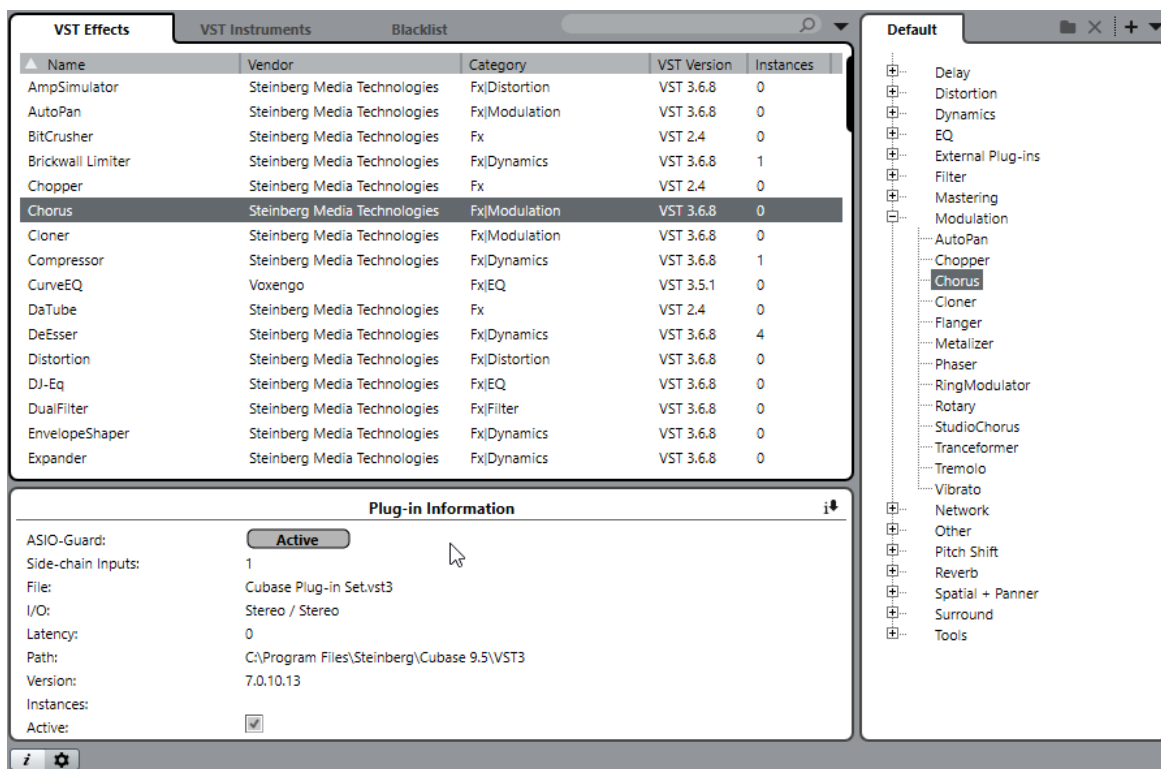 VST Effects VST Instruments Blacklist
Name Vendor Category VST Version Instances
AmpSimulator Steinberg Media Technologies Fx|Distortion VST 3.6.8 0
AutoPan Steinberg Media Technologies Fx|Modulation VST 3.6.8 0
BitCrusher Steinberg Media Technologies Fx VST 2.4 0
Brickwall Limiter Steinberg Media Technologies Fx|Dynamics VST 3.6.8 1
Chopper Steinberg Media Technologies Fx VST 2.4 0
Chorus Steinberg Media Technologies Fx|Modulation VST 3.6.8 0
Cloner Steinberg Media Technologies Fx|Modulation VST 3.6.8 0
Compressor Steinberg Media Technologies Fx|Dynamics VST 3.6.8 1
CurveEQ Voxengo Fx|EQ VST 3.5.1 0
DaTube Steinberg Media Technologies Fx VST 2.4 0
DeEsser Steinberg Media Technologies Fx|Dynamics VST 3.6.8 4
Distortion Steinberg Media Technologies Fx|Distortion VST 3.6.8 0
DJ-Eq Steinberg Media Technologies Fx|EQ VST 3.6.8 0
DualFilter Steinberg Media Technologies Fx|Filter VST 3.6.8 0
EnvelopeShaper Steinberg Media Technologies Fx|Dynamics VST 3.6.8 0
Expander Steinberg Media Technologies Fx|Dynamics VST 3.6.8 0
Plug-in Information
ASIO-Guard: Active
Side-chain Inputs: 1
File: Cubase Plug-in Set.vst3
I/O: Stereo / Stereo
Latency: 0
Path: C:\Program Files\Steinberg\Cubase 9.5\VST3
Version: 7.0.10.13
Instances:
Active:
Default
Delay
Distortion
Dynamics
EQ
External Plug-ins
Filter
Mastering
Modulation
AutoPan
Chopper
Chorus
Cloner
Flanger
Metalizer
Phaser
RingModulator
Rotary
StudioChorus
Tranceformer
Tremolo
Vibrato
Network
Other
Pitch Shift
Reverb
Spatial + Panner
Surround
Tools